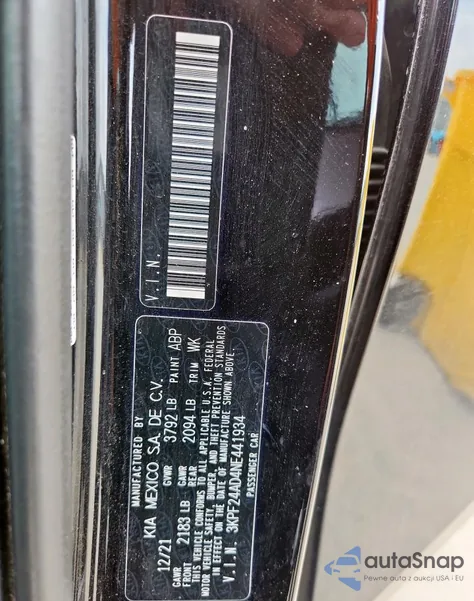 V.I.N.
MANUFACTURED BY
KIA MEXICO S.A. DE C.V.
12/21 GVWR 3792 LB PAINT ABP
GAWR FRONT 2183 LB GAWR REAR 2094 LB TRIM WK
THIS VEHICLE CONFORMS TO ALL APPLICABLE U.S.A. FEDERAL
MOTOR VEHICLE SAFETY, BUMPER, AND THEFT PREVENTION STANDARDS
IN EFFECT ON THE DATE OF MANUFACTURE SHOWN ABOVE.
V.I.N. 3KPF24AD4NE441934
PASSENGER CAR
autaSnap
Pewne auta z aukcji USA i EU